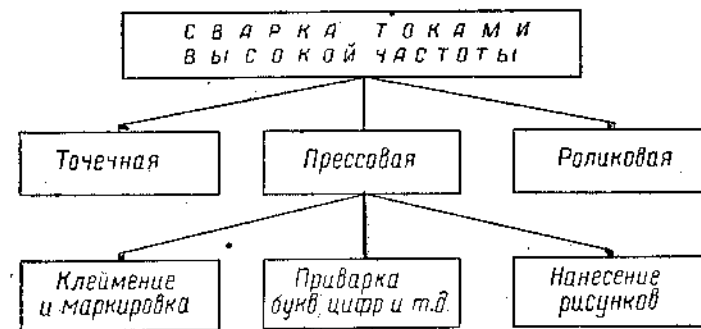 СВАРКА ТОКАМИ
ВЫСОКОЙ ЧАСТОТЫ
Точечная
Прессовая
Роликовая
Клеймение
и маркировка
Приварка
букв, цифр и т.д.
Нанесение
рисунков